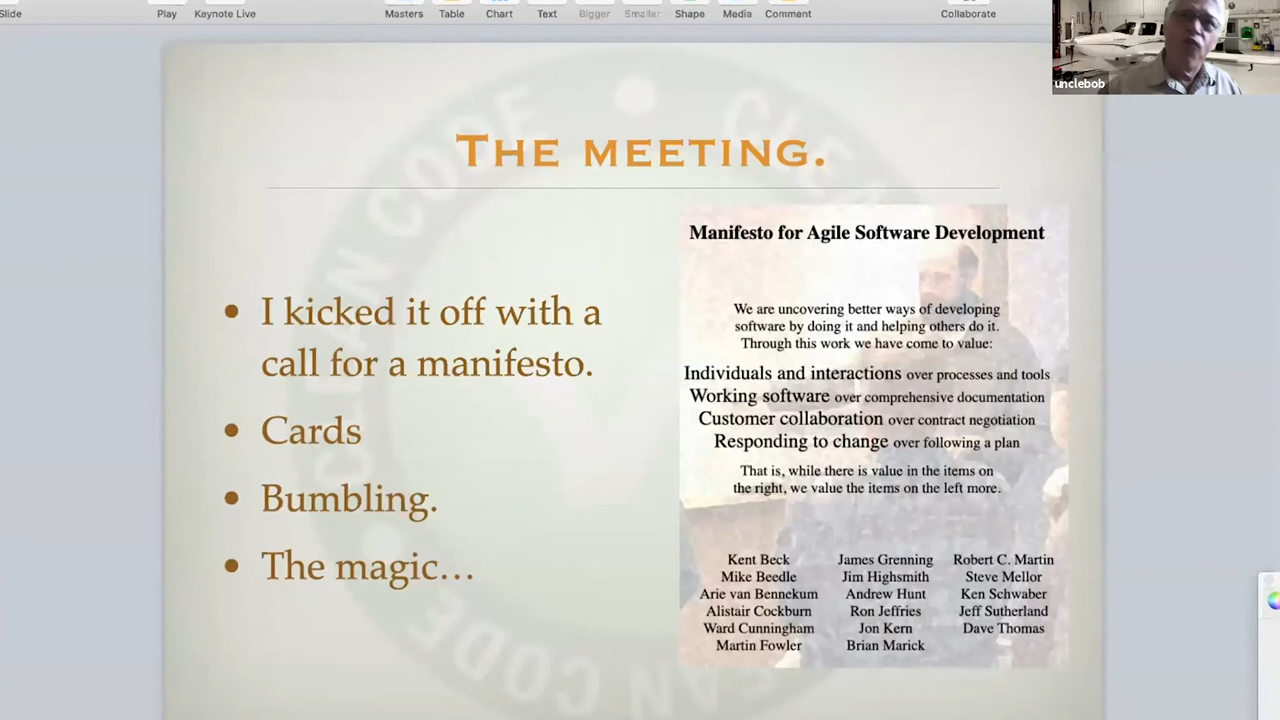 Slide
Play
Keynote Live
Masters
Table
Chart
Text
Bigger
Smaller
Shape
Media
Comment
Collaborate
unclebob
CLEAN CODE
THE MEETING.
• I kicked it off with a
call for a manifesto.
• Cards
• Bumbling.
• The magic...
Manifesto for Agile Software Development
We are uncovering better ways of developing
software by doing it and helping others do it.
Through this work we have come to value:
Individuals and interactions over processes and tools
Working software over comprehensive documentation
Customer collaboration over contract negotiation
Responding to change over following a plan
That is, while there is value in the items on
the right, we value the items on the left more.
Kent Beck
Mike Beedle
Arie van Bennekum
Alistair Cockburn
Ward Cunningham
Martin Fowler
James Grenning
Jim Highsmith
Andrew Hunt
Ron Jeffries
Jon Kern
Brian Marick
Robert C. Martin
Steve Mellor
Ken Schwaber
Jeff Sutherland
Dave Thomas
CLEAN CODE